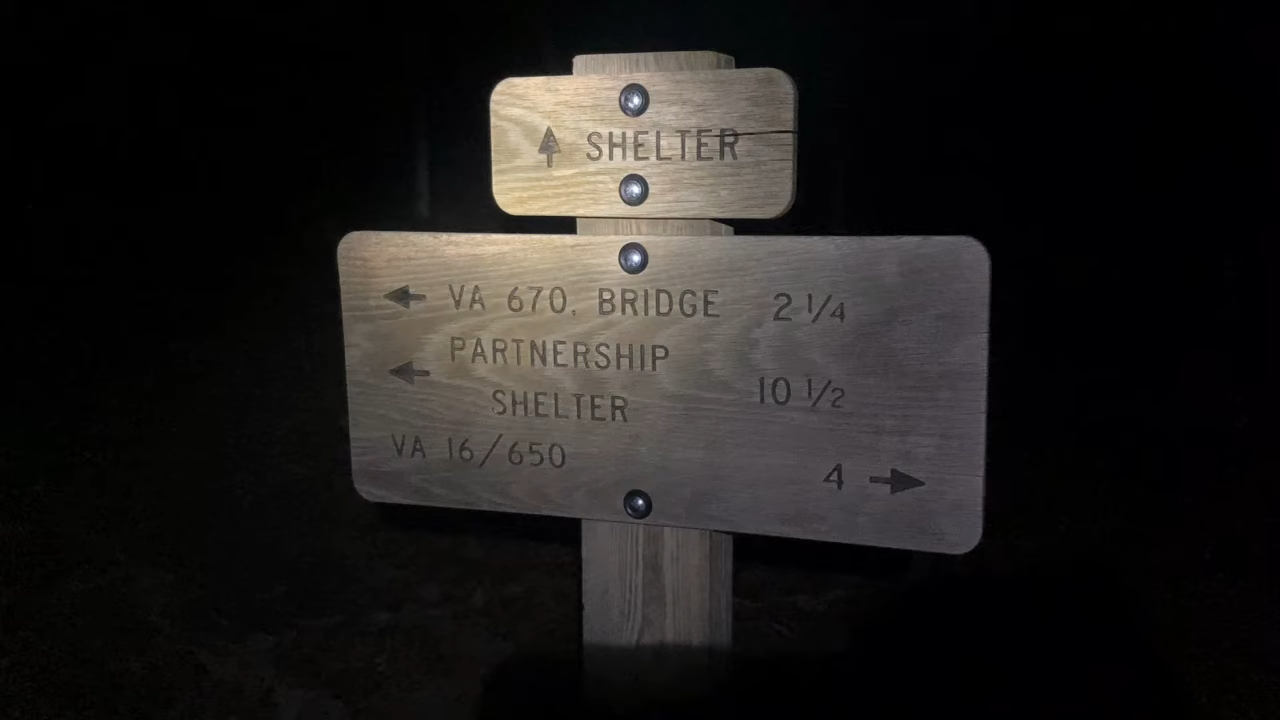 ↑ SHELTER
← VA 670. BRIDGE 2 1/4
← PARTNERSHIP
SHELTER 10 1/2
VA 16/650 4 →